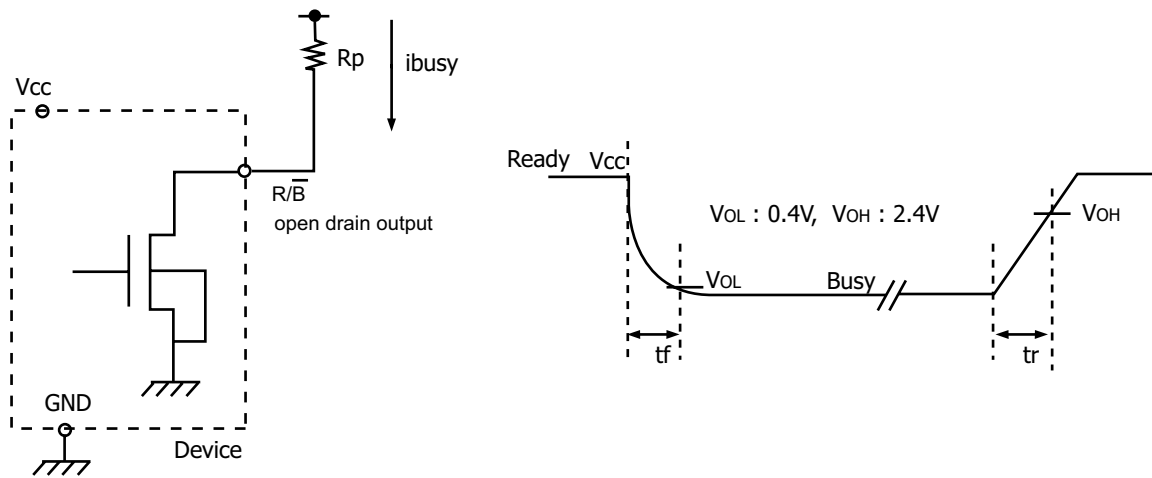 Rp
ibusy
Vcc
R/B̅
open drain output
GND
Device
Ready Vcc
VOL : 0.4V, VOH : 2.4V
VOH
VOL
Busy
tf
tr